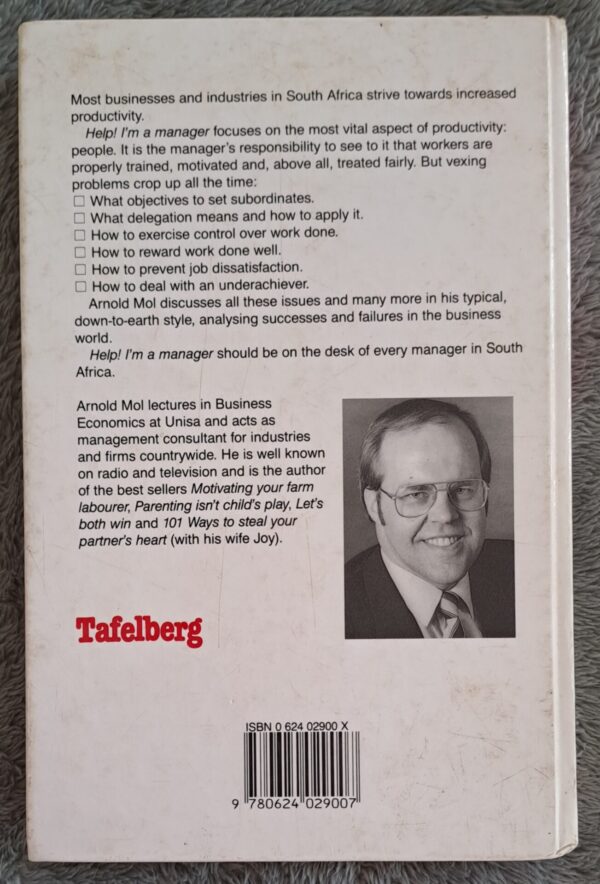 Most businesses and industries in South Africa strive towards increased
productivity.
Help! I'm a manager focuses on the most vital aspect of productivity:
people. It is the manager's responsibility to see to it that workers are
properly trained, motivated and, above all, treated fairly. But vexing
problems crop up all the time:
□ What objectives to set subordinates.
□ What delegation means and how to apply it.
□ How to exercise control over work done.
□ How to reward work done well.
□ How to prevent job dissatisfaction.
□ How to deal with an underachiever.
Arnold Mol discusses all these issues and many more in his typical,
down-to-earth style, analysing successes and failures in the business
world.
Help! I'm a manager should be on the desk of every manager in South
Africa.
Arnold Mol lectures in Business
Economics at Unisa and acts as
management consultant for industries
and firms countrywide. He is well known
on radio and television and is the author
of the best sellers Motivating your farm
labourer, Parenting isn't child's play, Let's
both win and 101 Ways to steal your
partner's heart (with his wife Joy).
Tafelberg
ISBN 0 624 02900 X
9 780624 029007